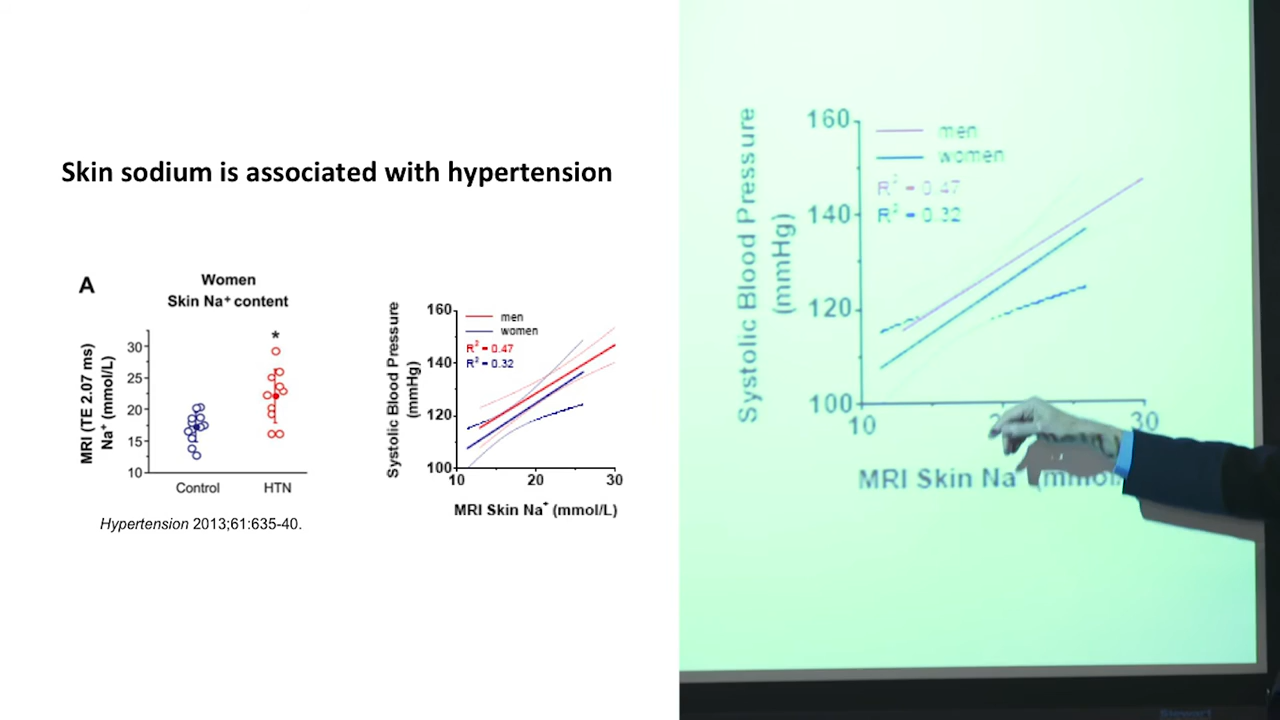 Skin sodium is associated with hypertension
A
Women
Skin Na+ content
MRI (TE 2.07 ms)
Na+ (mmol/L)
30
25
20
15
10
Control
HTN
*
Hypertension 2013;61:635-40.
Systolic Blood Pressure
(mmHg)
160
140
120
100
men
women
R² = 0.47
R² = 0.32
10
20
30
MRI Skin Na+ (mmol/L)
Systolic Blood Pressure
(mmHg)
160
140
120
100
men
women
R² = 0.47
R² = 0.32
10
30
MRI Skin Na+ (mmol/